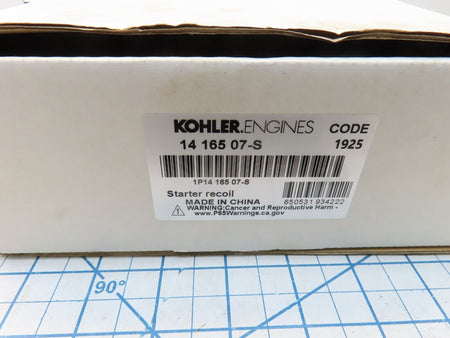 KOHLER.ENGINES CODE
14 165 07-S 1925
1P14 165 07-S
Starter recoil
MADE IN CHINA 650531 934222
WARNING:Cancer and Reproductive Harm -
www.P65Warnings.ca.gov
90°